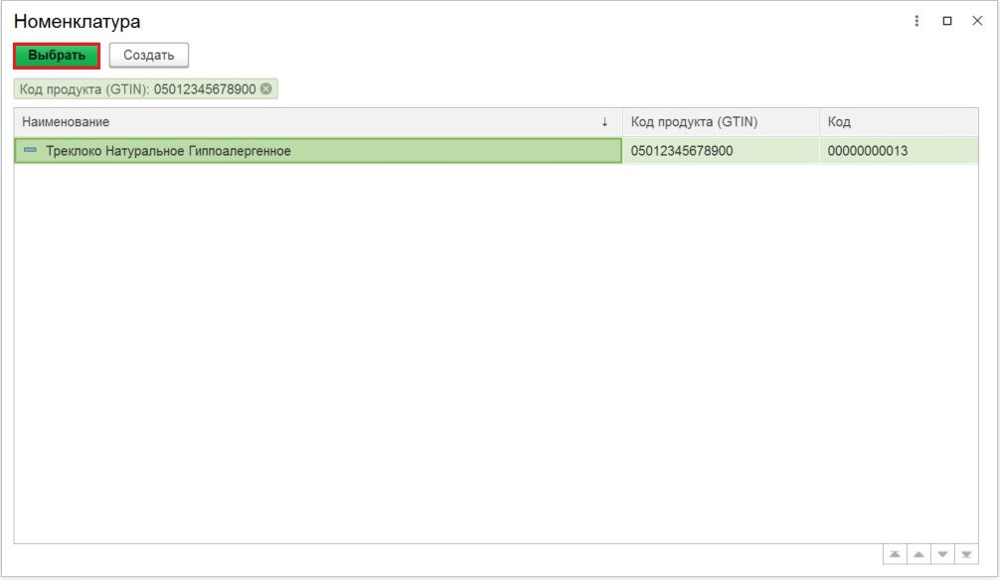 Номенклатура
Выбрать Создать
Код продукта (GTIN): 05012345678900
Наименование ↓ Код продукта (GTIN) Код
Треклоко Натуральное Гиппоалергенное 05012345678900 00000000013